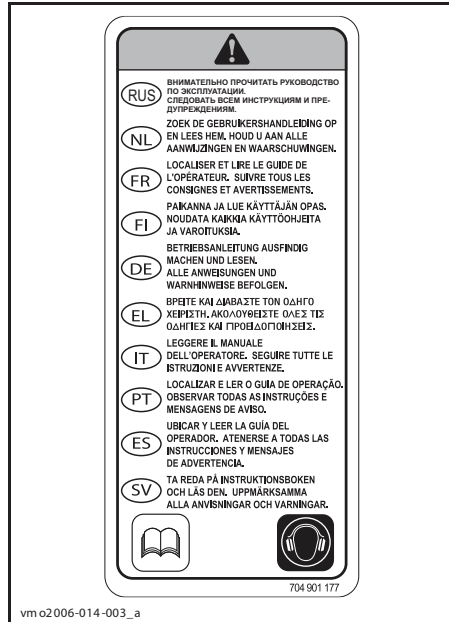 RUS
ВНИМАТЕЛЬНО ПРОЧИТАТЬ РУКОВОДСТВО
ПО ЭКСПЛУАТАЦИИ.
СЛЕДОВАТЬ ВСЕМ ИНСТРУКЦИЯМ И ПРЕ-
ДУПРЕЖДЕНИЯМ.
NL
ZOEK DE GEBRUIKERSHANDLEIDING OP
EN LEES HEM. HOUD U AAN ALLE
AANWIJZINGEN EN WAARSCHUWINGEN.
FR
LOCALISER ET LIRE LE GUIDE DE
L'OPÉRATEUR. SUIVRE TOUS LES
CONSIGNES ET AVERTISSEMENTS.
FI
PAIKANNA JA LUE KÄYTTÄJÄN OPAS.
NOUDATA KAIKKIA KÄYTTÖOHJEITA
JA VAROITUKSIA.
DE
BETRIEBSANLEITUNG AUSFINDIG
MACHEN UND LESEN.
ALLE ANWEISUNGEN UND
WARNHINWEISE BEFOLGEN.
EL
ΒΡΕΙΤΕ ΚΑΙ ΔΙΑΒΑΣΤΕ ΤΟΝ ΟΔΗΓΟ
ΧΕΙΡΙΣΤΗ. ΑΚΟΛΟΥΘΕΙΣΤΕ ΟΛΕΣ ΤΙΣ
ΟΔΗΓΙΕΣ ΚΑΙ ΠΡΟΕΙΔΟΠΟΙΗΣΕΙΣ.
IT
LEGGERE IL MANUALE
DELL'OPERATORE. SEGUIRE TUTTE LE
ISTRUZIONI E AVVERTENZE.
PT
LOCALIZAR E LER O GUIA DE OPERAÇÃO.
OBSERVAR TODAS AS INSTRUÇÕES E
MENSAGENS DE AVISO.
ES
UBICAR Y LEER LA GUÍA DEL
OPERADOR. ATENERSE A TODAS LAS
INSTRUCCIONES Y MENSAJES
DE ADVERTENCIA.
SV
TA REDA PÅ INSTRUKTIONSBOKEN
OCH LÄS DEN. UPPMÄRKSAMMA
ALLA ANVISNINGAR OCH VARNINGAR.
704 901 177
vmo2006-014-003_a